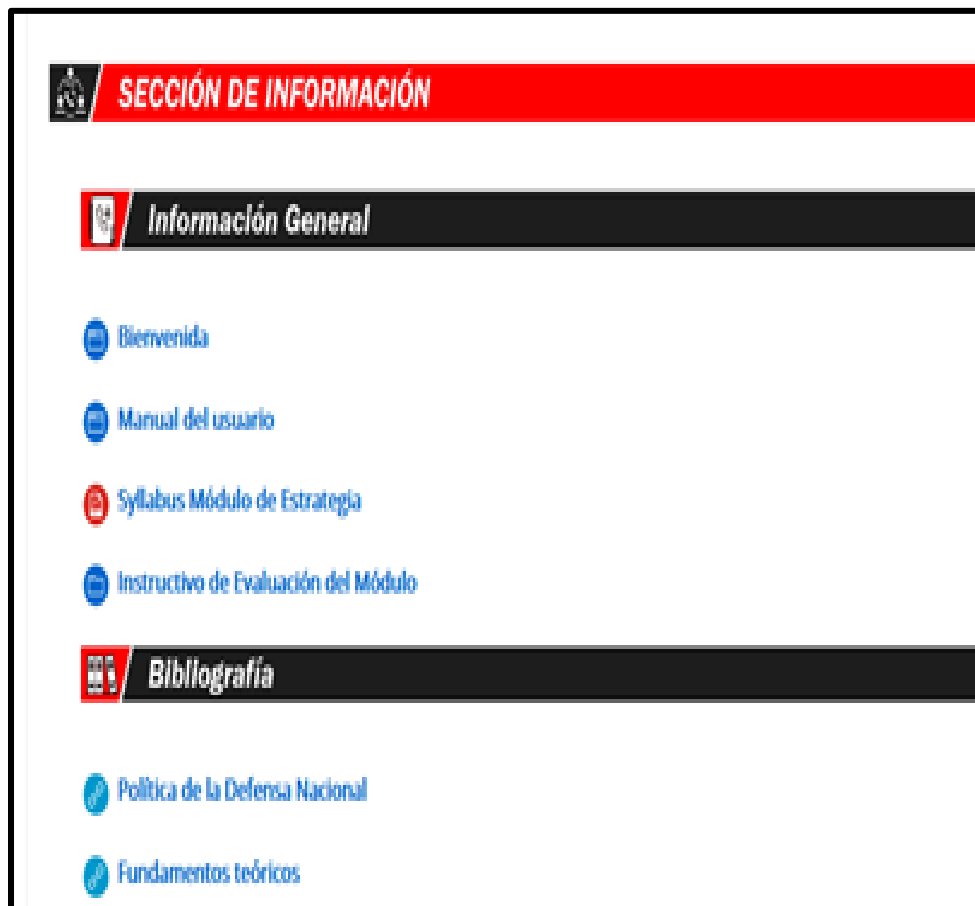 SECCIÓN DE INFORMACIÓN
Información General
Bienvenida
Manual del usuario
Syllabus Módulo de Estrategia
Instructivo de Evaluación del Módulo
Bibliografía
Política de la Defensa Nacional
Fundamentos teóricos